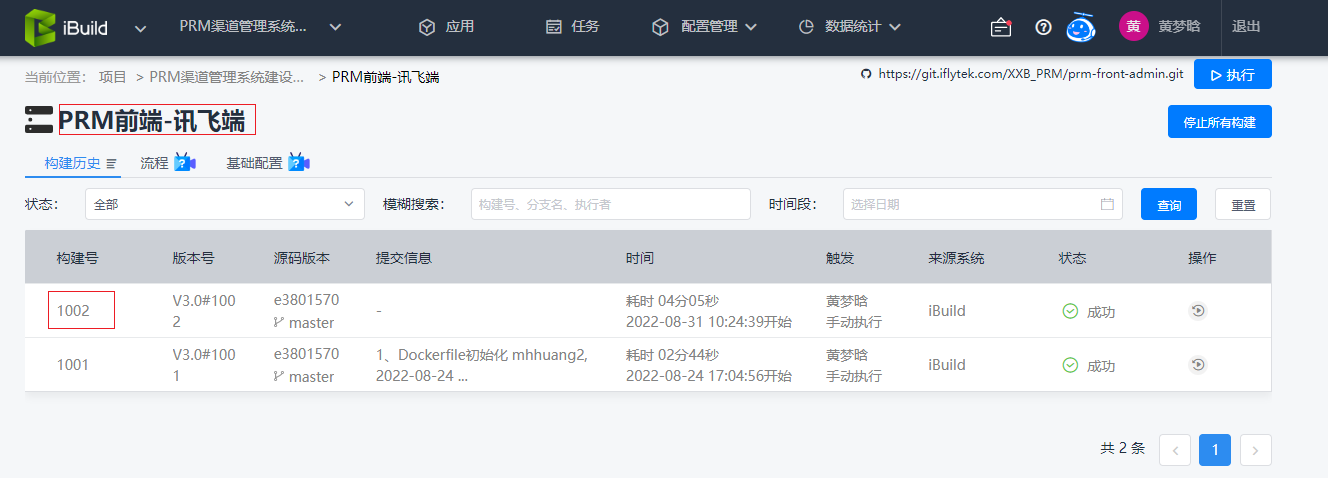 iBuild
PRM渠道管理系统...
应用
任务
配置管理
数据统计
黄
黄梦晗
退出
当前位置： 项目 > PRM渠道管理系统建设... > PRM前端-讯飞端
https://git.iflytek.com/XXB_PRM/prm-front-admin.git
执行
PRM前端-讯飞端
停止所有构建
构建历史
流程
基础配置
状态： 全部
模糊搜索： 构建号、分支名、执行者
时间段： 选择日期
查询
重置
构建号 版本号 源码版本 提交信息 时间 触发 来源系统 状态 操作
1002
V3.0#100
2
e3801570
master
-
耗时 04分05秒
2022-08-31 10:24:39开始
黄梦晗
手动执行
iBuild
成功
1001
V3.0#100
1
e3801570
master
1、Dockerfile初始化 mhhuang2,
2022-08-24 ...
耗时 02分44秒
2022-08-24 17:04:56开始
黄梦晗
手动执行
iBuild
成功
共 2 条
< 1 >